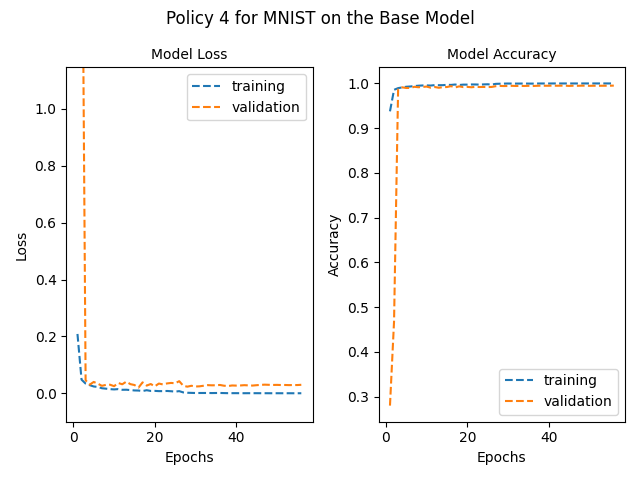 Policy 4 for MNIST on the Base Model
Model Loss
Loss
1.0
0.8
0.6
0.4
0.2
0.0
training
validation
0
20
40
Epochs
Model Accuracy
Accuracy
1.0
0.9
0.8
0.7
0.6
0.5
0.4
0.3
training
validation
0
20
40
Epochs